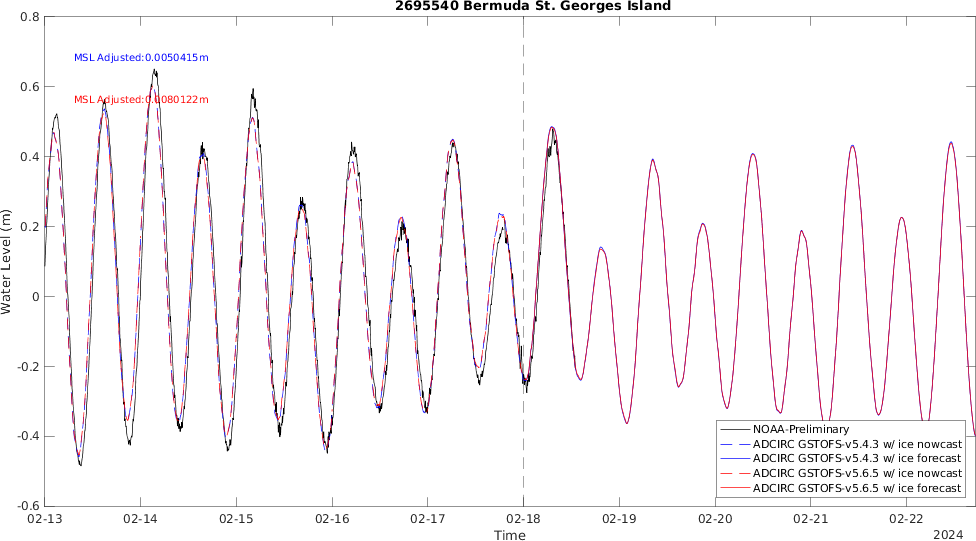 2695540 Bermuda St. Georges Island
0.8
0.6
0.4
0.2
0
-0.2
-0.4
-0.6
Water Level (m)
MSL Adjusted:0.0050415m
MSL Adjusted:0.0080122m
NOAA-Preliminary
ADCIRC GSTOFS-v5.4.3 w/ ice nowcast
ADCIRC GSTOFS-v5.4.3 w/ ice forecast
ADCIRC GSTOFS-v5.6.5 w/ ice nowcast
ADCIRC GSTOFS-v5.6.5 w/ ice forecast
02-13 02-14 02-15 02-16 02-17 02-18 02-19 02-20 02-21 02-22
Time
2024